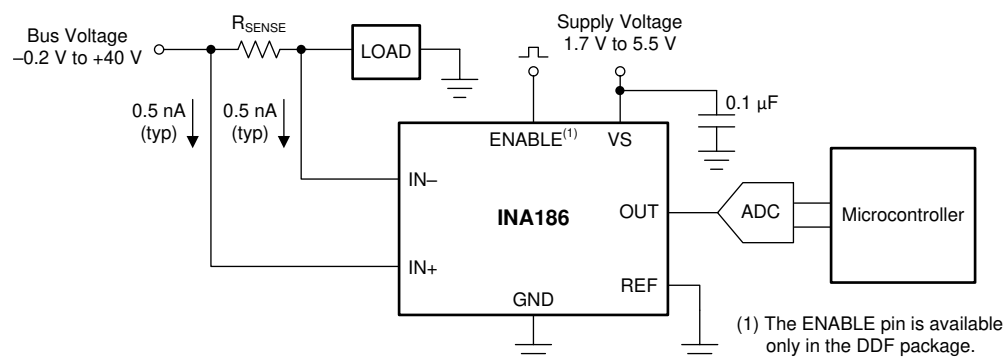 Bus Voltage
–0.2 V to +40 V
RSENSE
LOAD
Supply Voltage
1.7 V to 5.5 V
0.5 nA
(typ)
0.5 nA
(typ)
0.1 µF
ENABLE(1)
VS
IN–
INA186
OUT
ADC
Microcontroller
IN+
REF
GND
(1) The ENABLE pin is available
only in the DDF package.